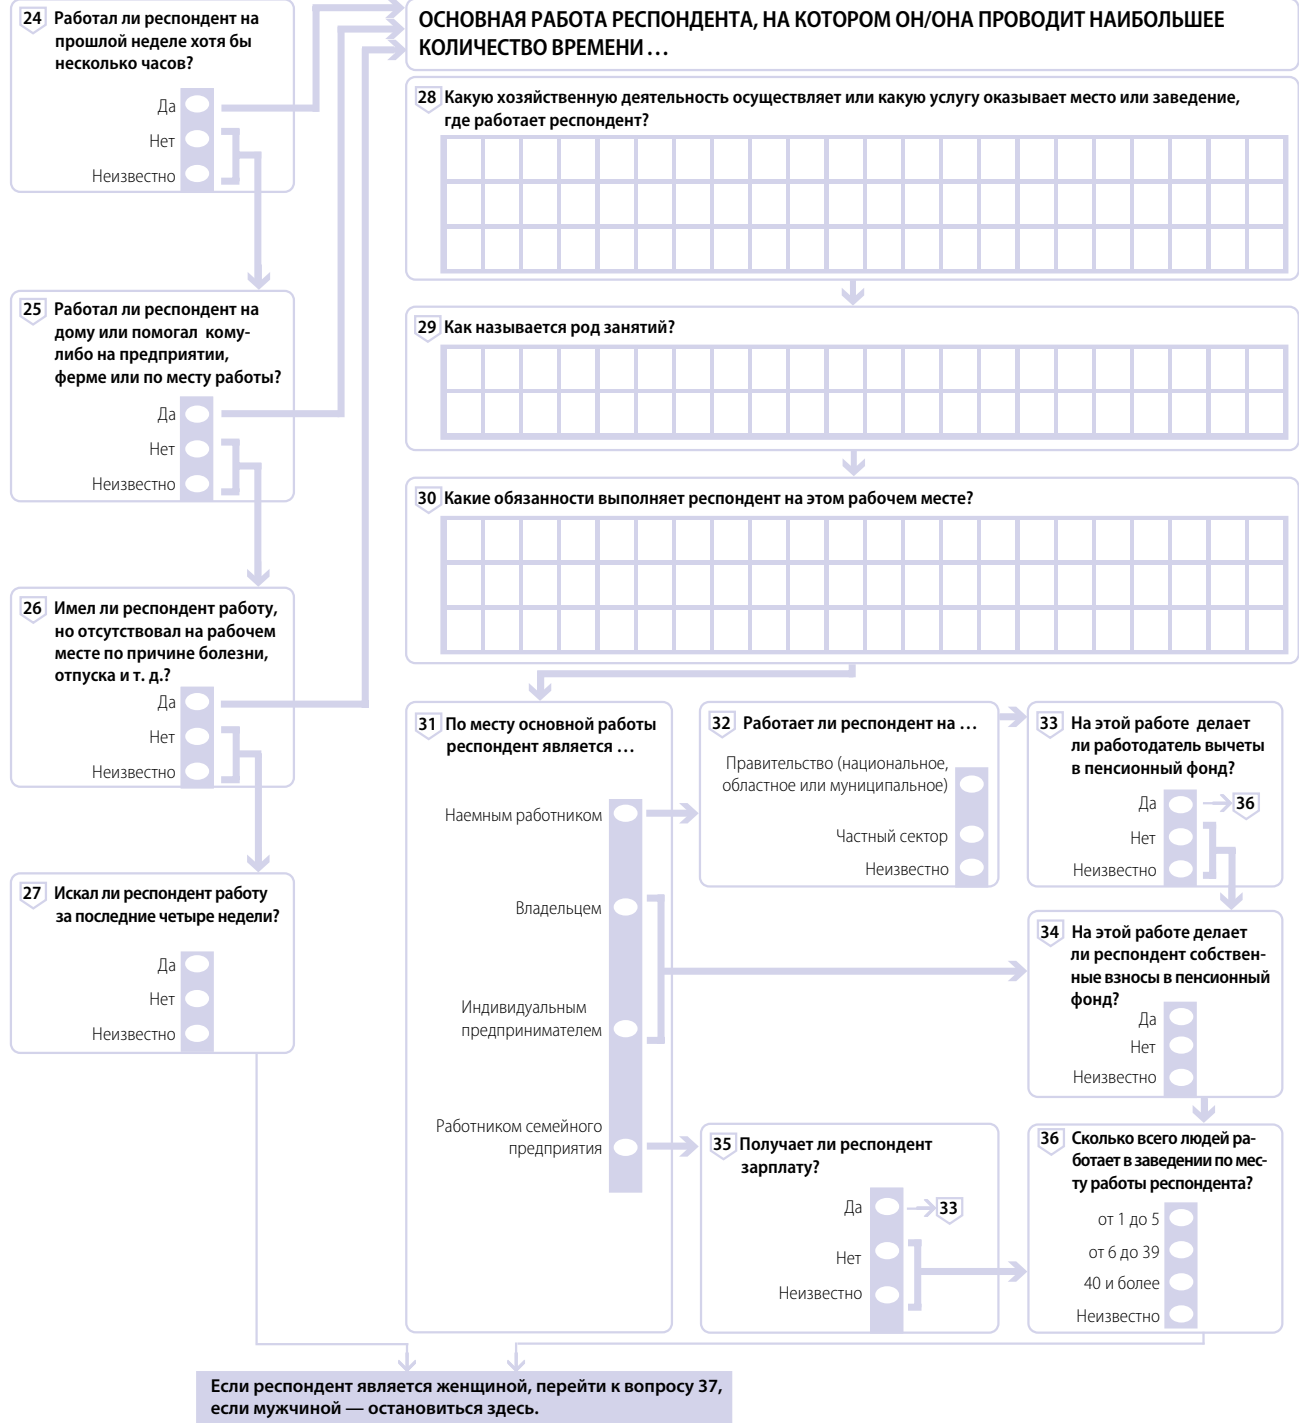 24 Работал ли респондент на
прошлой неделе хотя бы
несколько часов?
Да
Нет
Неизвестно
25 Работал ли респондент на
дому или помогал кому-
либо на предприятии,
ферме или по месту работы?
Да
Нет
Неизвестно
26 Имел ли респондент работу,
но отсутствовал на рабочем
месте по причине болезни,
отпуска и т. д.?
Да
Нет
Неизвестно
27 Искал ли респондент работу
за последние четыре недели?
Да
Нет
Неизвестно
ОСНОВНАЯ РАБОТА РЕСПОНДЕНТА, НА КОТОРОМ ОН/ОНА ПРОВОДИТ НАИБОЛЬШЕЕ
КОЛИЧЕСТВО ВРЕМЕНИ…
28 Какую хозяйственную деятельность осуществляет или какую услугу оказывает место или заведение,
где работает респондент?
29 Как называется род занятий?
30 Какие обязанности выполняет респондент на этом рабочем месте?
31 По месту основной работы
респондент является …
Наемным работником
Владельцем
Индивидуальным
предпринимателем
Работником семейного
предприятия
32 Работает ли респондент на …
Правительство (национальное,
областное или муниципальное)
Частный сектор
Неизвестно
33 На этой работе делает
ли работодатель вычеты
в пенсионный фонд?
Да 36
Нет
Неизвестно
34 На этой работе делает
ли респондент собствен-
ные взносы в пенсионный
фонд?
Да
Нет
Неизвестно
35 Получает ли респондент
зарплату?
Да 33
Нет
Неизвестно
36 Сколько всего людей ра-
ботает в заведении по мес-
ту работы респондента?
от 1 до 5
от 6 до 39
40 и более
Неизвестно
Если респондент является женщиной, перейти к вопросу 37,
если мужчиной — остановиться здесь.